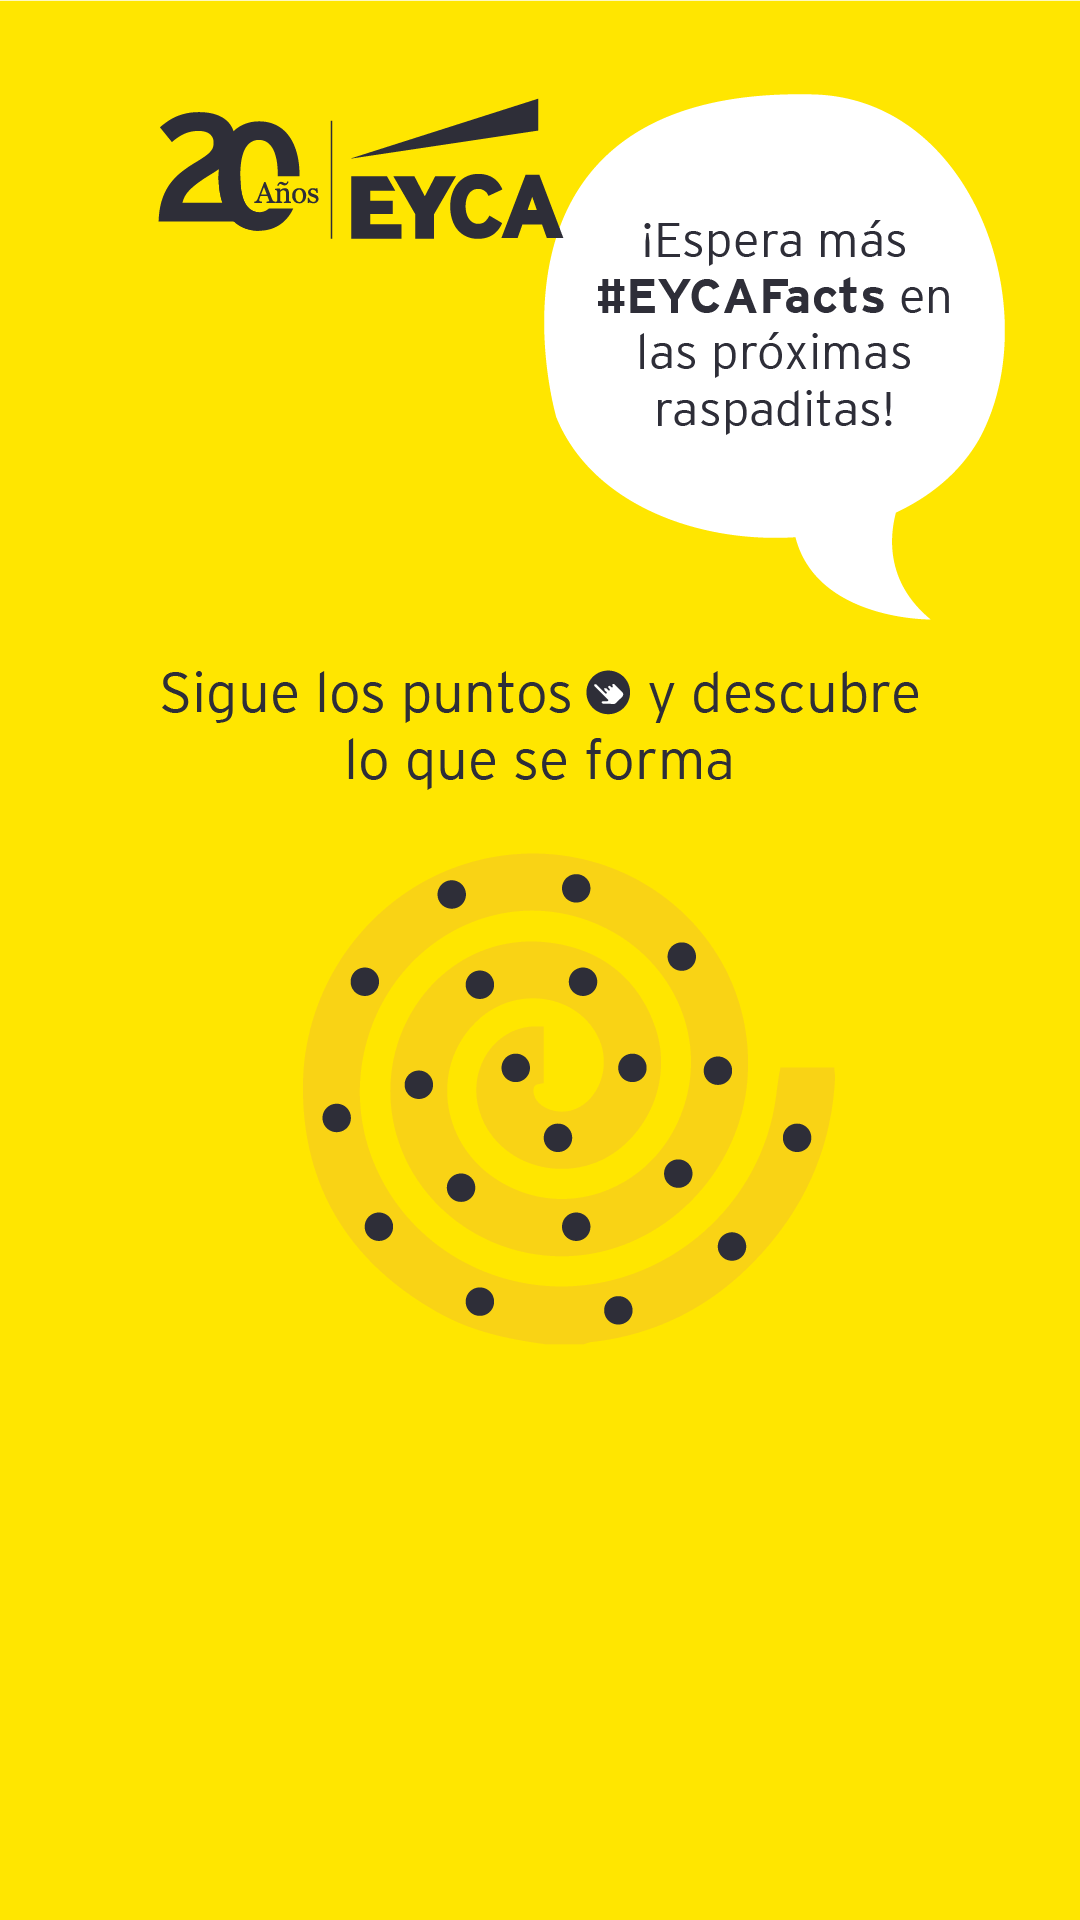 20 Años
EYCA
¡Espera más
#EYCAFacts en
las próximas
raspaditas!
Sigue los puntos y descubre
lo que se forma